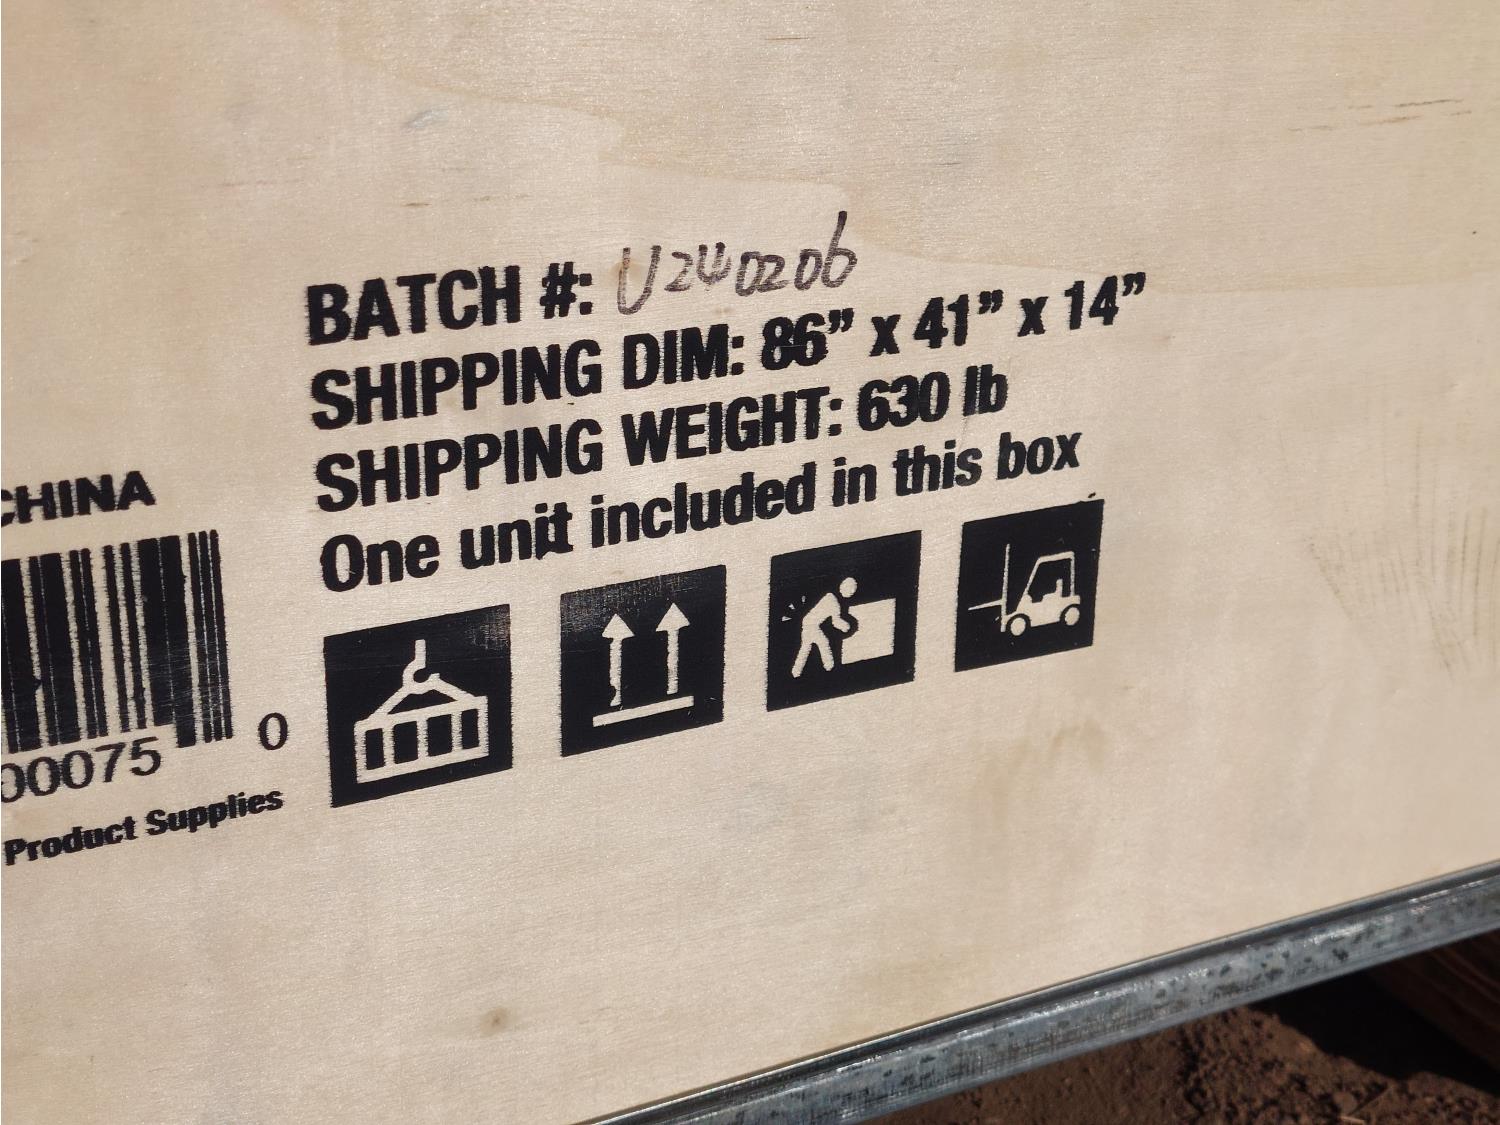 CHINA
00075 0
Product Supplies
BATCH #: U240206
SHIPPING DIM: 86” x 41” x 14”
SHIPPING WEIGHT: 630 lb
One unit included in this box